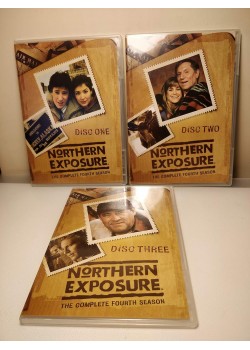 DISC ONE
NORTHERN
EXPOSURE
THE COMPLETE FOURTH SEASON
DISC TWO
NORTHERN
EXPOSURE
THE COMPLETE FOURTH SEASON
DISC THREE
NORTHERN
EXPOSURE
THE COMPLETE FOURTH SEASON